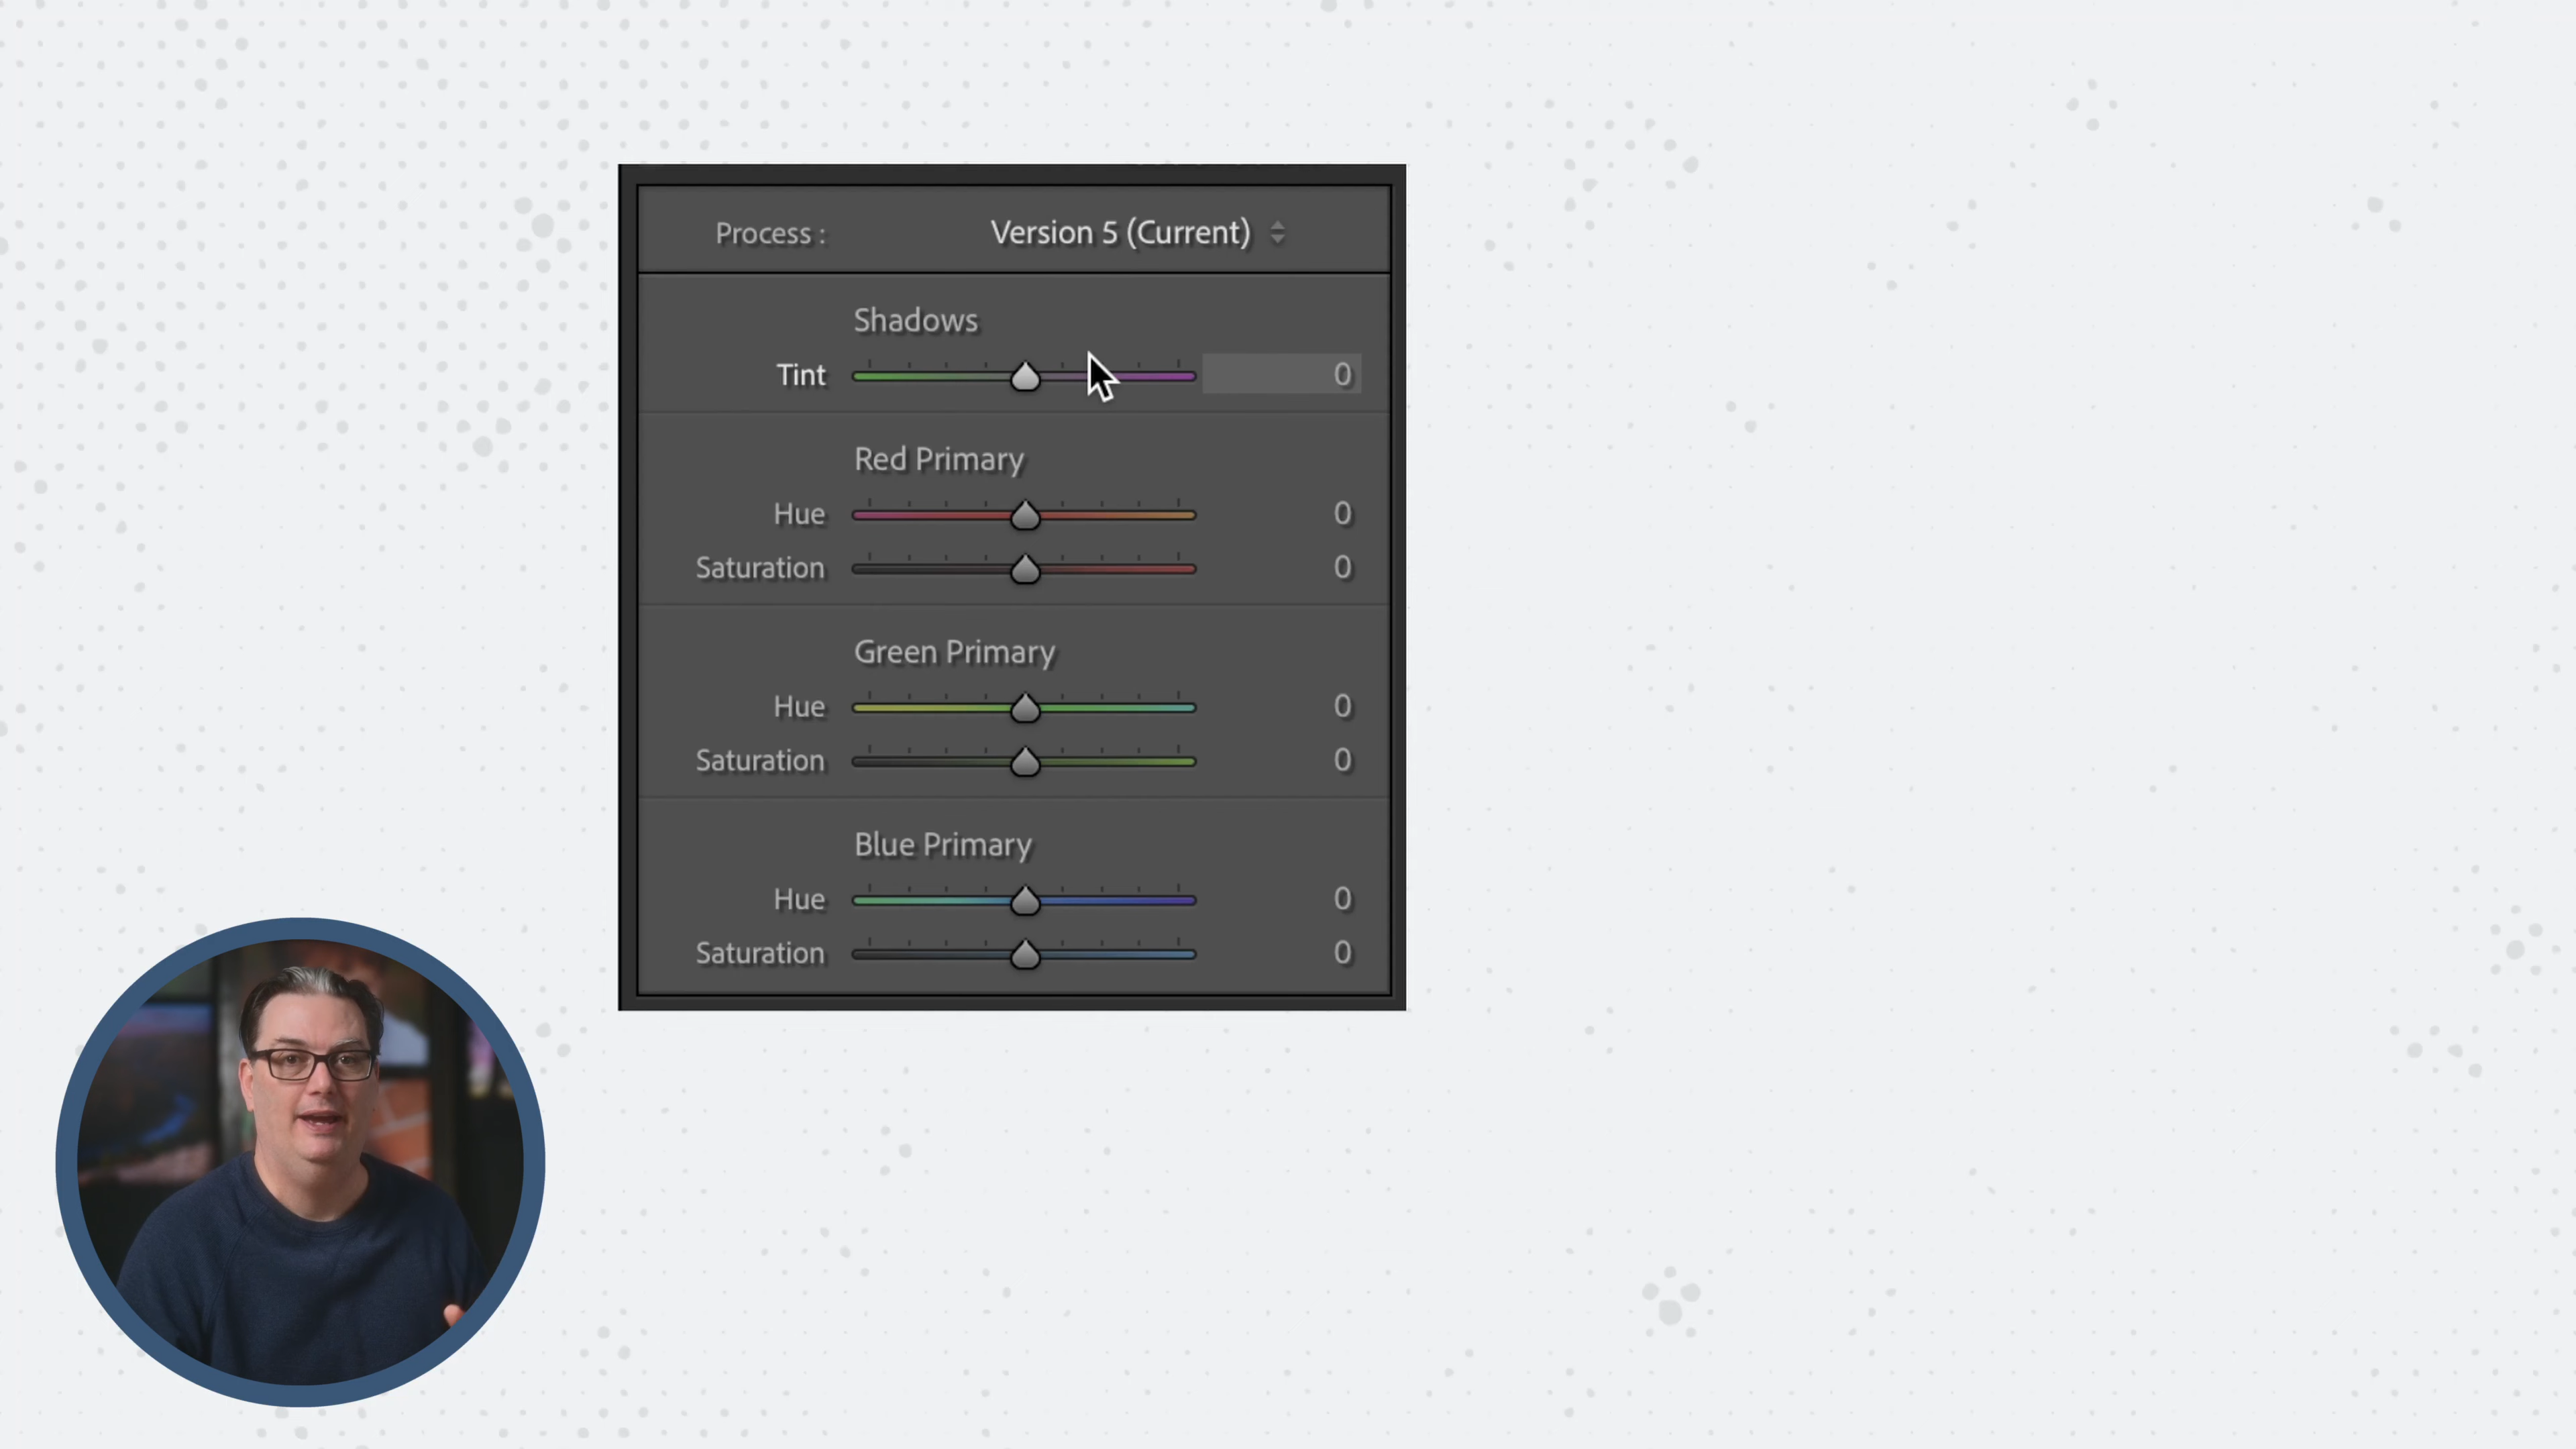 Process : Version 5 (Current)
Shadows
Tint 0
Red Primary
Hue 0
Saturation 0
Green Primary
Hue 0
Saturation 0
Blue Primary
Hue 0
Saturation 0